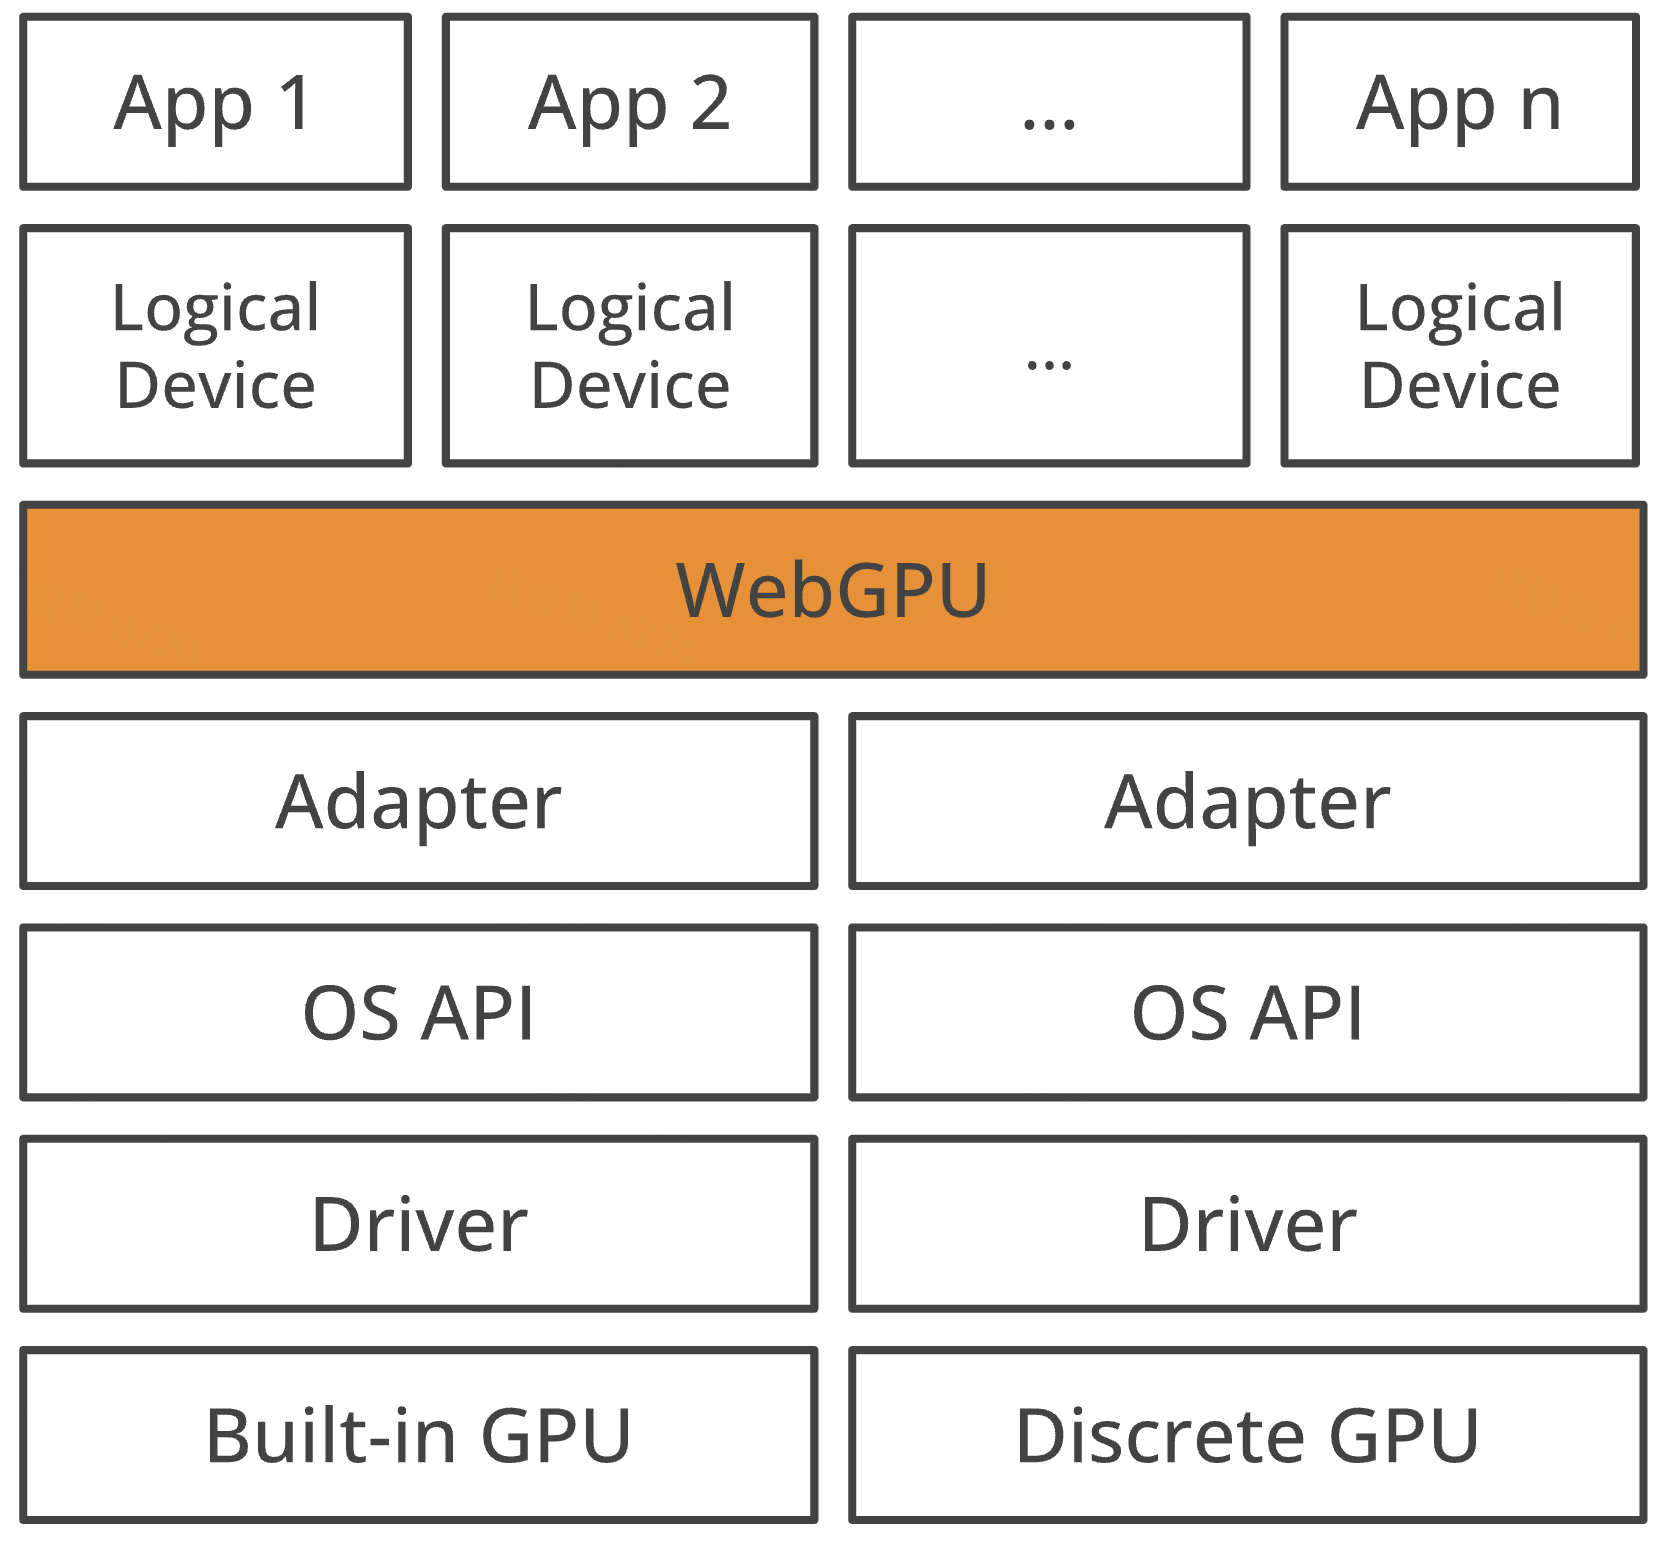 App 1
App 2
...
App n
Logical
Device
Logical
Device
...
Logical
Device
WebGPU
Adapter
Adapter
OS API
OS API
Driver
Driver
Built-in GPU
Discrete GPU